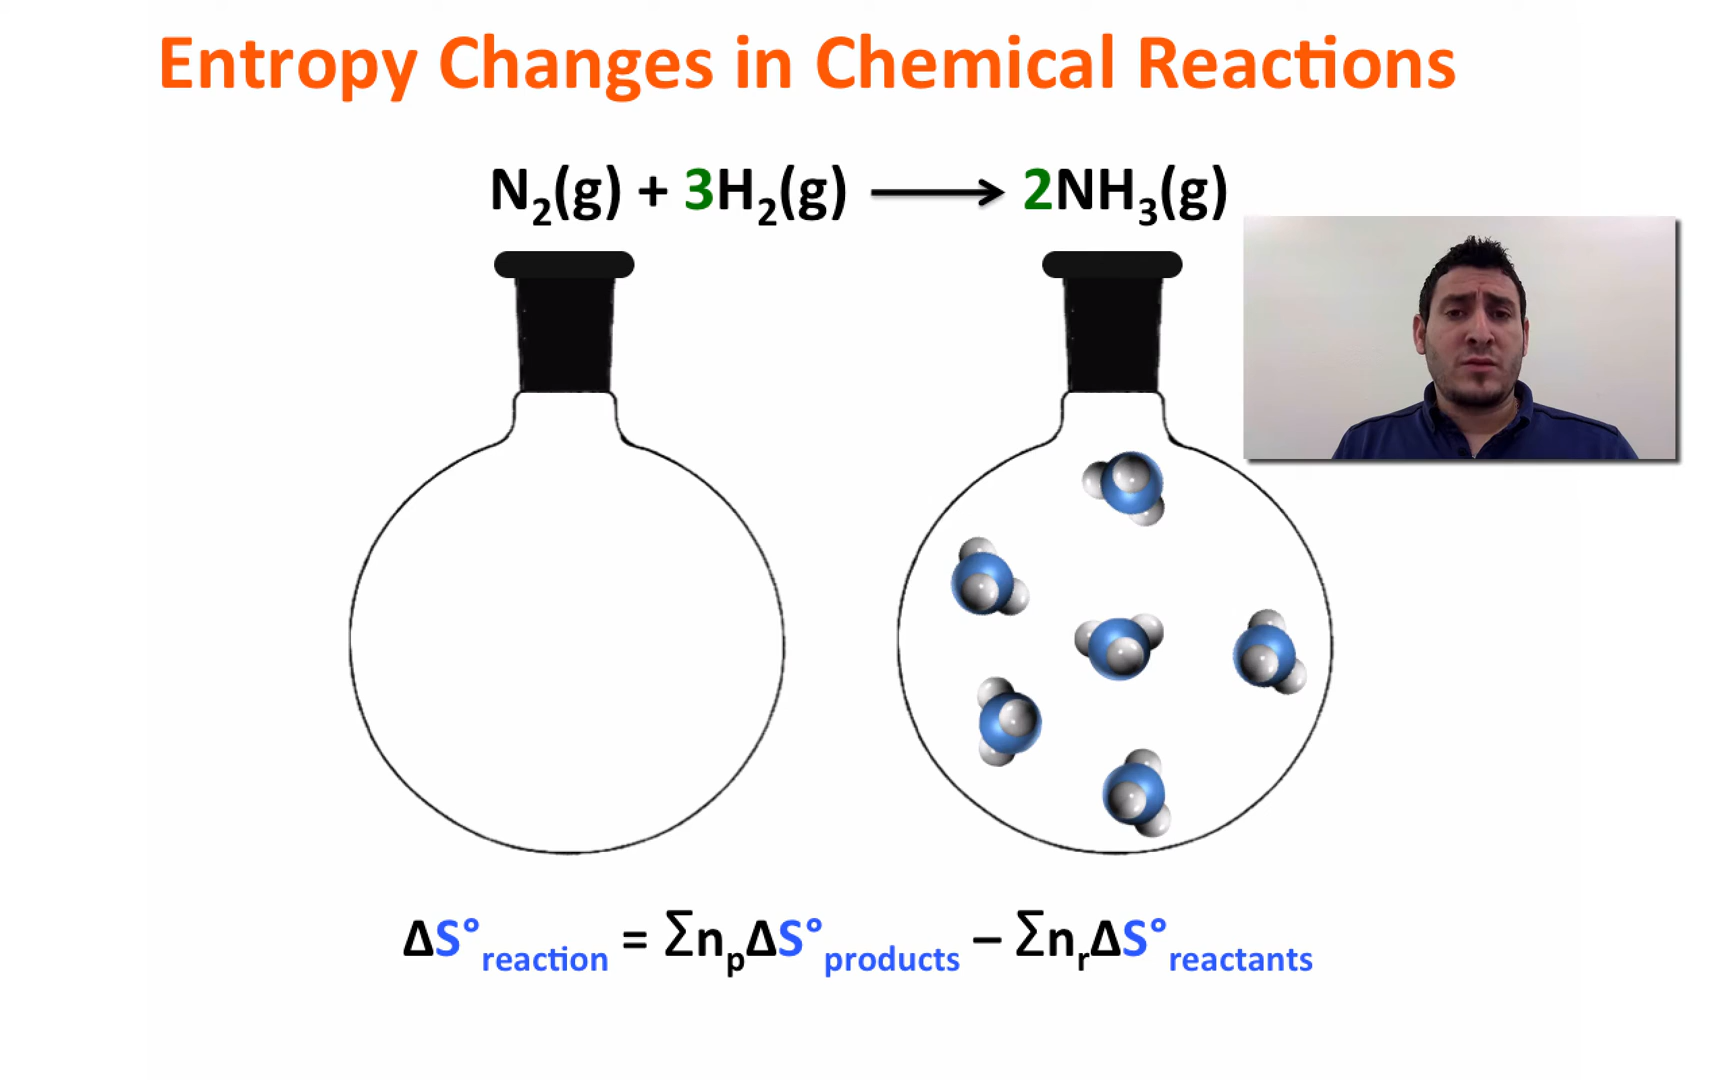 Entropy Changes in Chemical Reactions
N₂(g) + 3H₂(g) ⟶ 2NH₃(g)
ΔS°reaction = ΣnpΔS°products – ΣnrΔS°reactants